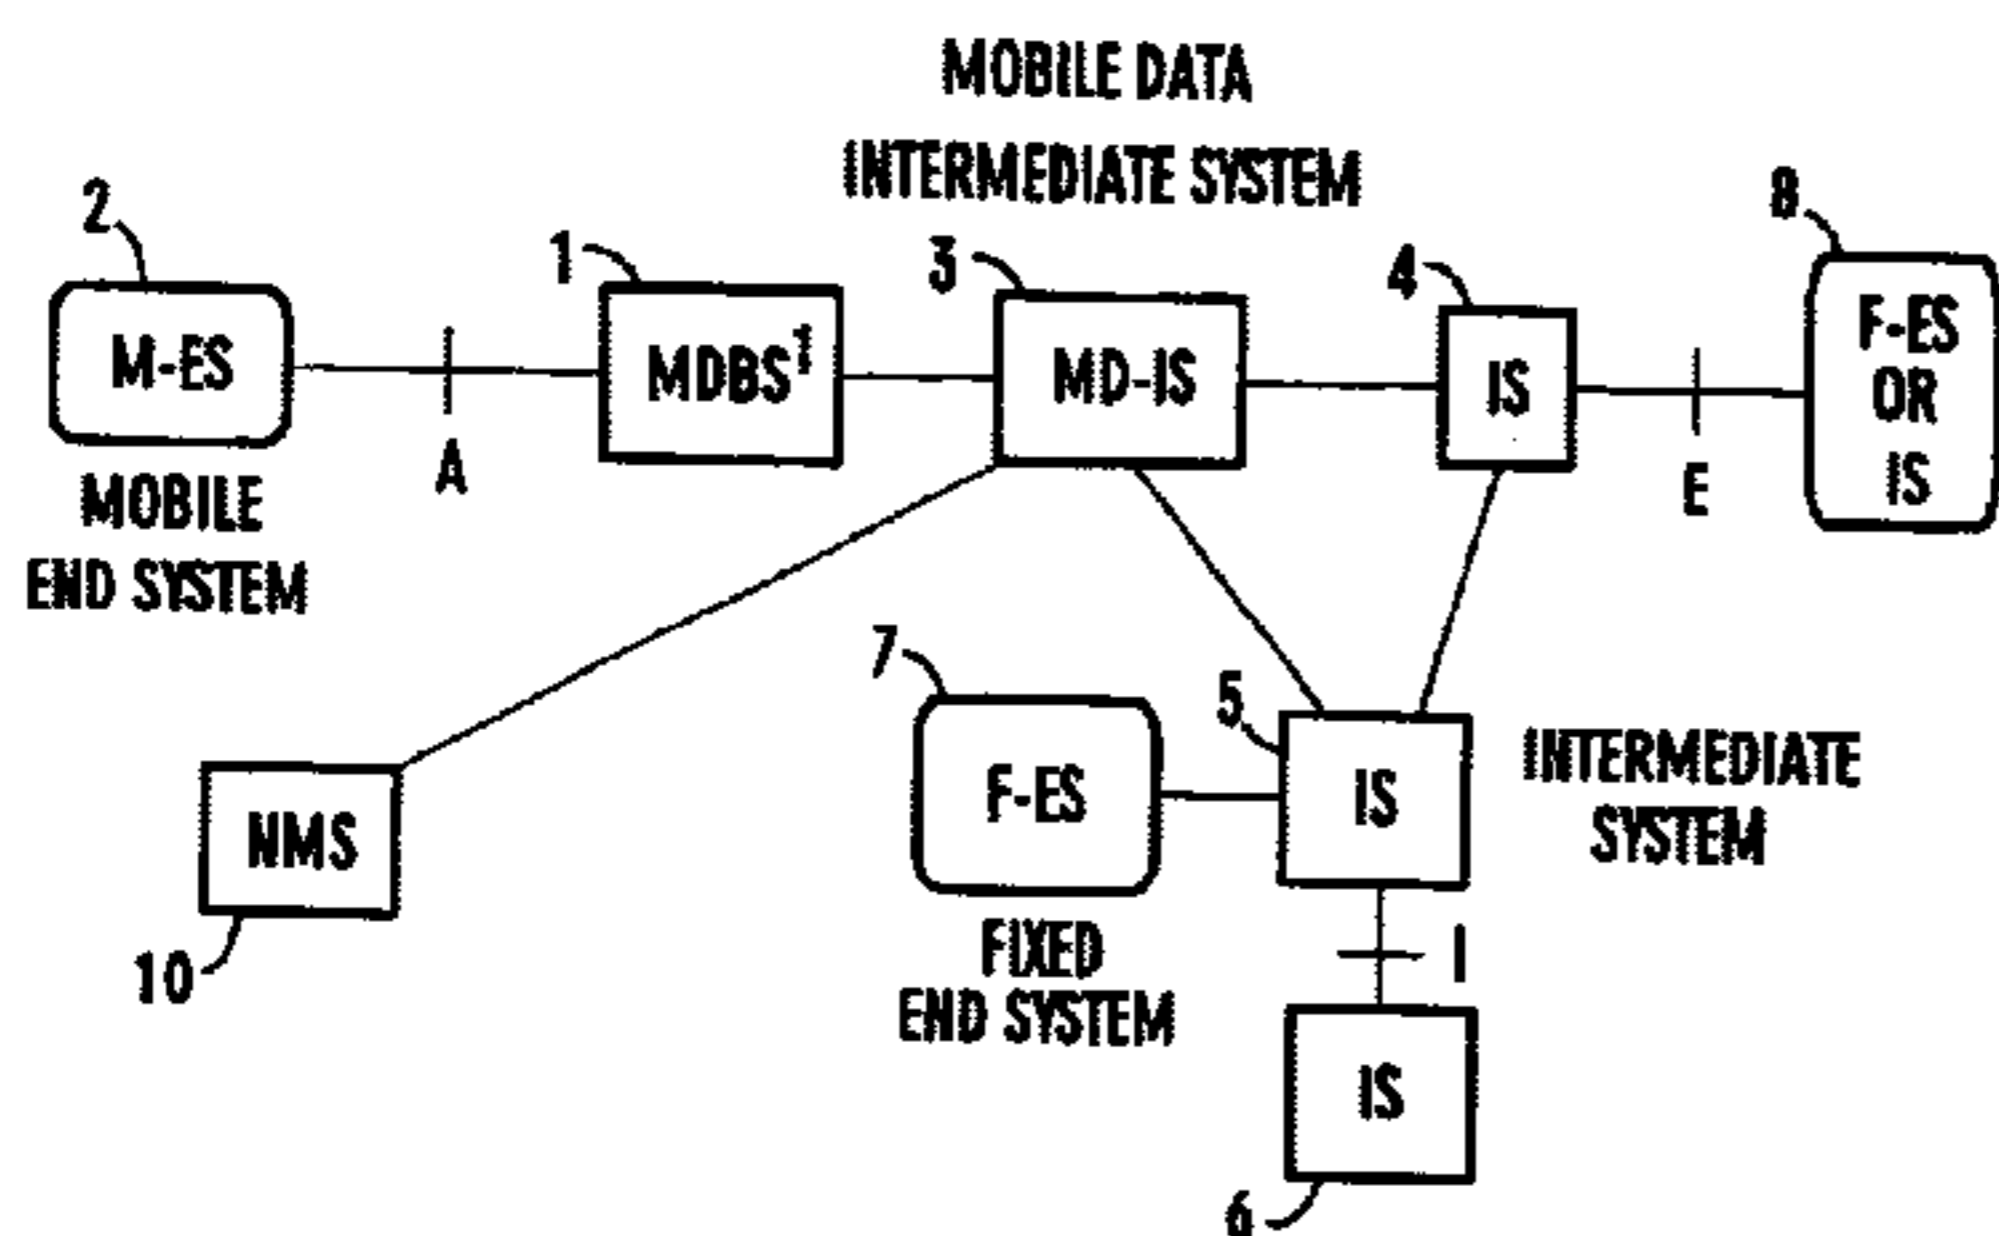 MOBILE DATA
INTERMEDIATE SYSTEM
2
1
3
4
8
M-ES
MDBS¹
MD-IS
IS
F-ES
OR
IS
A
E
MOBILE
END SYSTEM
7
5
F-ES
IS
INTERMEDIATE
SYSTEM
NMS
10
FIXED
END SYSTEM
I
IS
6